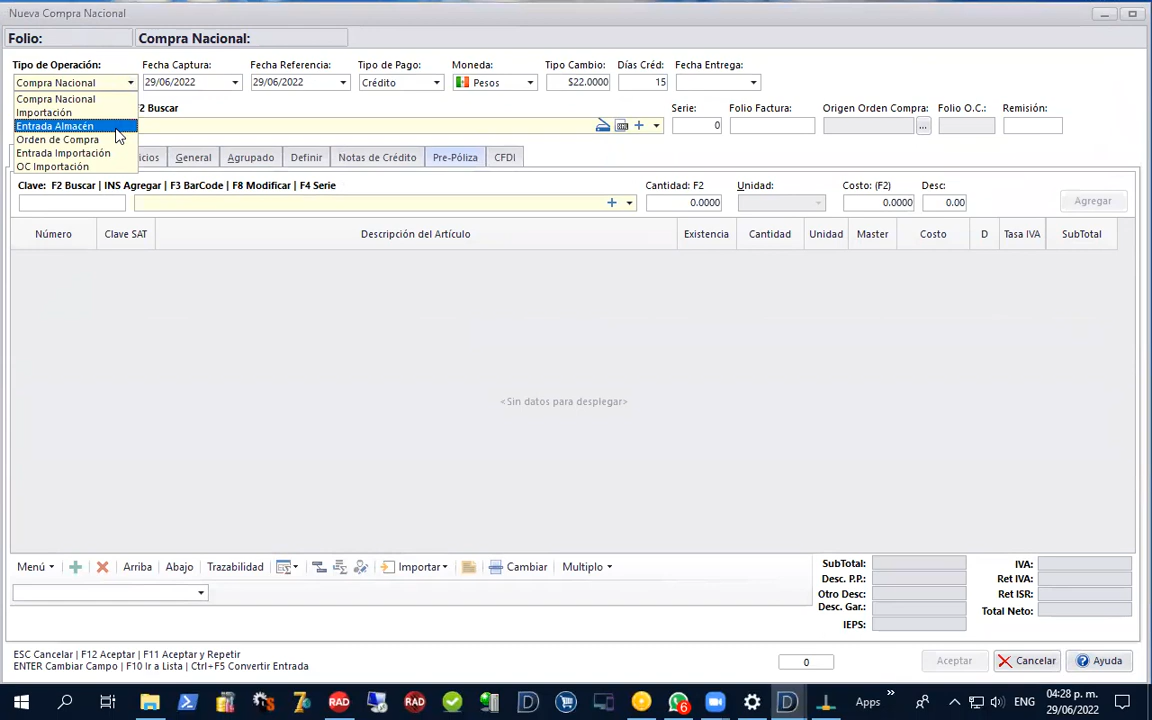 Nueva Compra Nacional
Folio: Compra Nacional:
Tipo de Operación: Fecha Captura: Fecha Referencia: Tipo de Pago: Moneda: Tipo Cambio: Días Créd: Fecha Entrega:
Compra Nacional 29/06/2022 29/06/2022 Crédito Pesos $22.0000 15
Compra Nacional
Importación
Entrada Almacén
Orden de Compra
Entrada Importación
OC Importación
F2 Buscar Serie: Folio Factura: Origen Orden Compra: Folio O.C.: Remisión:
0 ...
icios General Agrupado Definir Notas de Crédito Pre-Póliza CFDI
Clave: F2 Buscar | INS Agregar | F3 BarCode | F8 Modificar | F4 Serie Cantidad: F2 Unidad: Costo: (F2) Desc:
0.0000 0.0000 0.00 Agregar
Número Clave SAT Descripción del Artículo Existencia Cantidad Unidad Master Costo D Tasa IVA SubTotal
<Sin datos para desplegar>
Menú Arriba Abajo Trazabilidad Importar Cambiar Multiplo
SubTotal: IVA:
Desc. P.P.: Ret IVA:
Otro Desc: Ret ISR:
Desc. Gar.: Total Neto:
IEPS:
ESC Cancelar | F12 Aceptar | F11 Aceptar y Repetir
ENTER Cambiar Campo | F10 Ir a Lista | Ctrl+F5 Convertir Entrada
0 Aceptar Cancelar Ayuda
RAD RAD 6 Apps » ENG 04:28 p. m.
29/06/2022